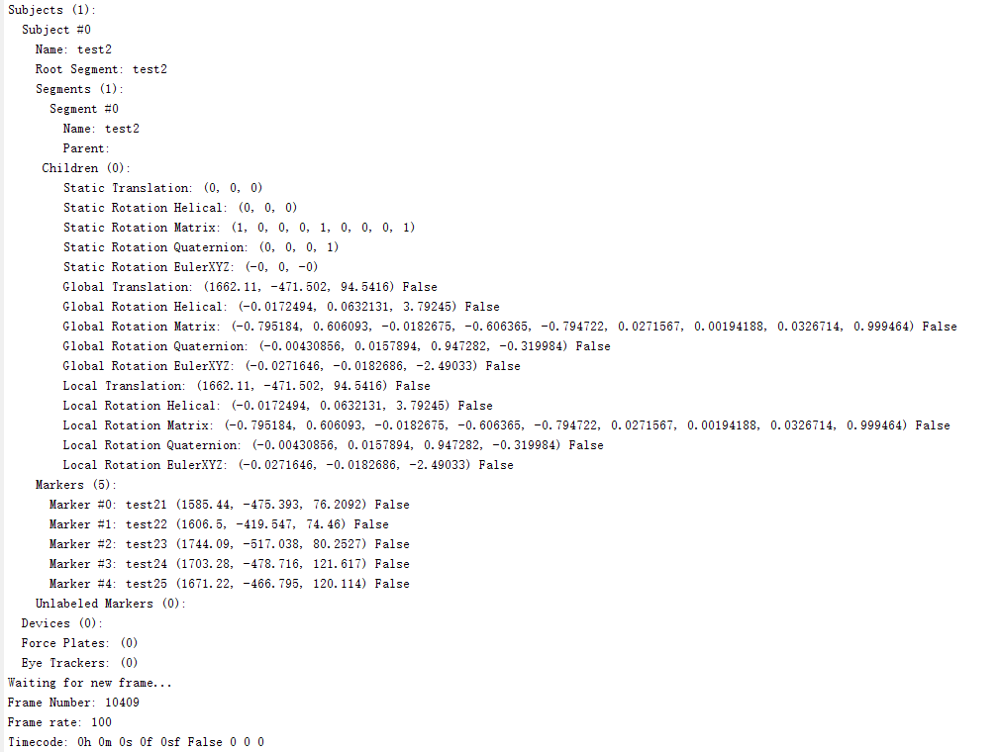 Subjects (1):
Subject #0
Name: test2
Root Segment: test2
Segments (1):
Segment #0
Name: test2
Parent:
Children (0):
Static Translation: (0, 0, 0)
Static Rotation Helical: (0, 0, 0)
Static Rotation Matrix: (1, 0, 0, 0, 1, 0, 0, 0, 1)
Static Rotation Quaternion: (0, 0, 0, 1)
Static Rotation EulerXYZ: (-0, 0, -0)
Global Translation: (1662.11, -471.502, 94.5416) False
Global Rotation Helical: (-0.0172494, 0.0632131, 3.79245) False
Global Rotation Matrix: (-0.795184, 0.606093, -0.0182675, -0.606365, -0.794722, 0.0271567, 0.00194188, 0.0326714, 0.999464) False
Global Rotation Quaternion: (-0.00430856, 0.0157894, 0.947282, -0.319984) False
Global Rotation EulerXYZ: (-0.0271646, -0.0182686, -2.49033) False
Local Translation: (1662.11, -471.502, 94.5416) False
Local Rotation Helical: (-0.0172494, 0.0632131, 3.79245) False
Local Rotation Matrix: (-0.795184, 0.606093, -0.0182675, -0.606365, -0.794722, 0.0271567, 0.00194188, 0.0326714, 0.999464) False
Local Rotation Quaternion: (-0.00430856, 0.0157894, 0.947282, -0.319984) False
Local Rotation EulerXYZ: (-0.0271646, -0.0182686, -2.49033) False
Markers (5):
Marker #0: test21 (1585.44, -475.393, 76.2092) False
Marker #1: test22 (1606.5, -419.547, 74.46) False
Marker #2: test23 (1744.09, -517.038, 80.2527) False
Marker #3: test24 (1703.28, -478.716, 121.617) False
Marker #4: test25 (1671.22, -466.795, 120.114) False
Unlabeled Markers (0):
Devices (0):
Force Plates: (0)
Eye Trackers: (0)
Waiting for new frame...
Frame Number: 10409
Frame rate: 100
Timecode: 0h 0m 0s 0f 0sf False 0 0 0